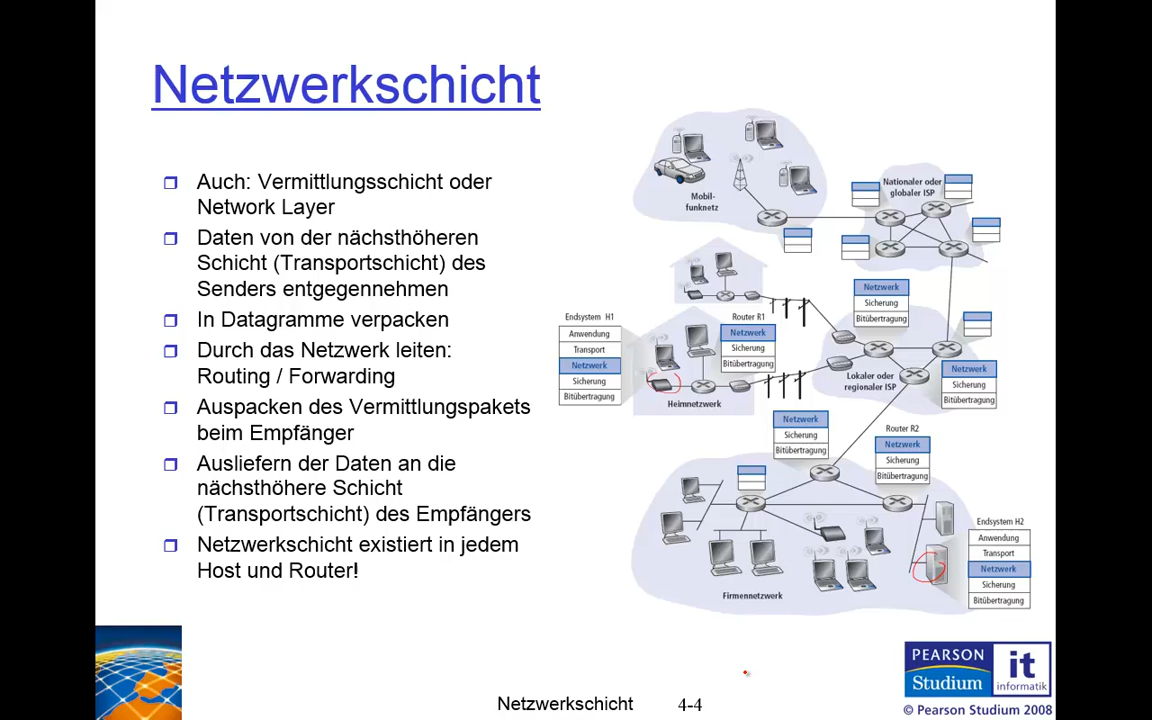 Netzwerkschicht
Auch: Vermittlungsschicht oder
Network Layer
Daten von der nächsthöheren
Schicht (Transportschicht) des
Senders entgegennehmen
In Datagramme verpacken
Durch das Netzwerk leiten:
Routing / Forwarding
Auspacken des Vermittlungspakets
beim Empfänger
Ausliefern der Daten an die
nächsthöhere Schicht
(Transportschicht) des Empfängers
Netzwerkschicht existiert in jedem
Host und Router!
Mobil-
funknetz
Nationaler oder
globaler ISP
Endsystem H1
Anwendung
Transport
Netzwerk
Sicherung
Bitübertragung
Router R1
Netzwerk
Sicherung
Bitübertragung
Heimnetzwerk
Netzwerk
Sicherung
Bitübertragung
Lokaler oder
regionaler ISP
Netzwerk
Sicherung
Bitübertragung
Netzwerk
Sicherung
Bitübertragung
Router R2
Netzwerk
Sicherung
Bitübertragung
Endsystem H2
Anwendung
Transport
Netzwerk
Sicherung
Bitübertragung
Firmennetzwerk
Netzwerkschicht 4-4
PEARSON
Studium
it
informatik
© Pearson Studium 2008